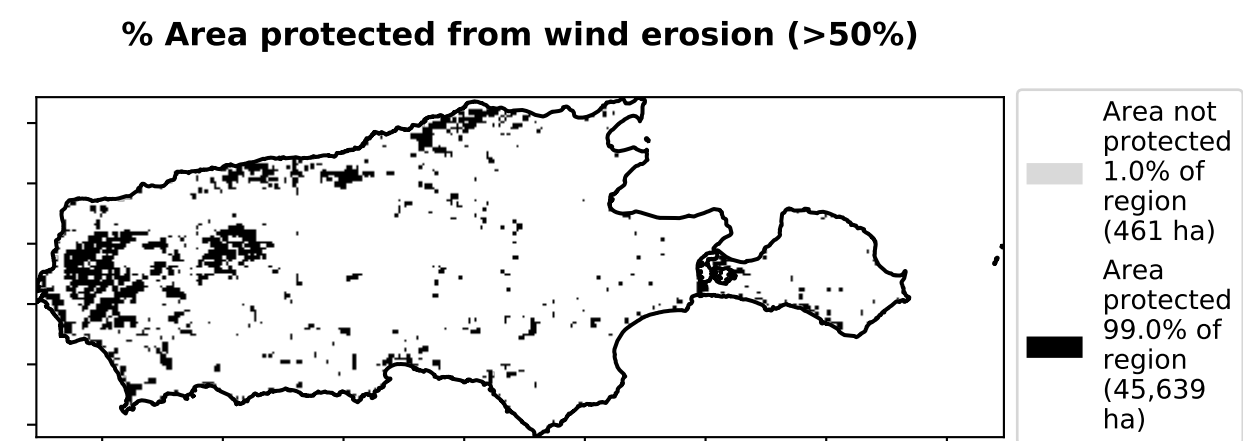 % Area protected from wind erosion (>50%)
Area not
protected
1.0% of
region
(461 ha)
Area
protected
99.0% of
region
(45,639
ha)